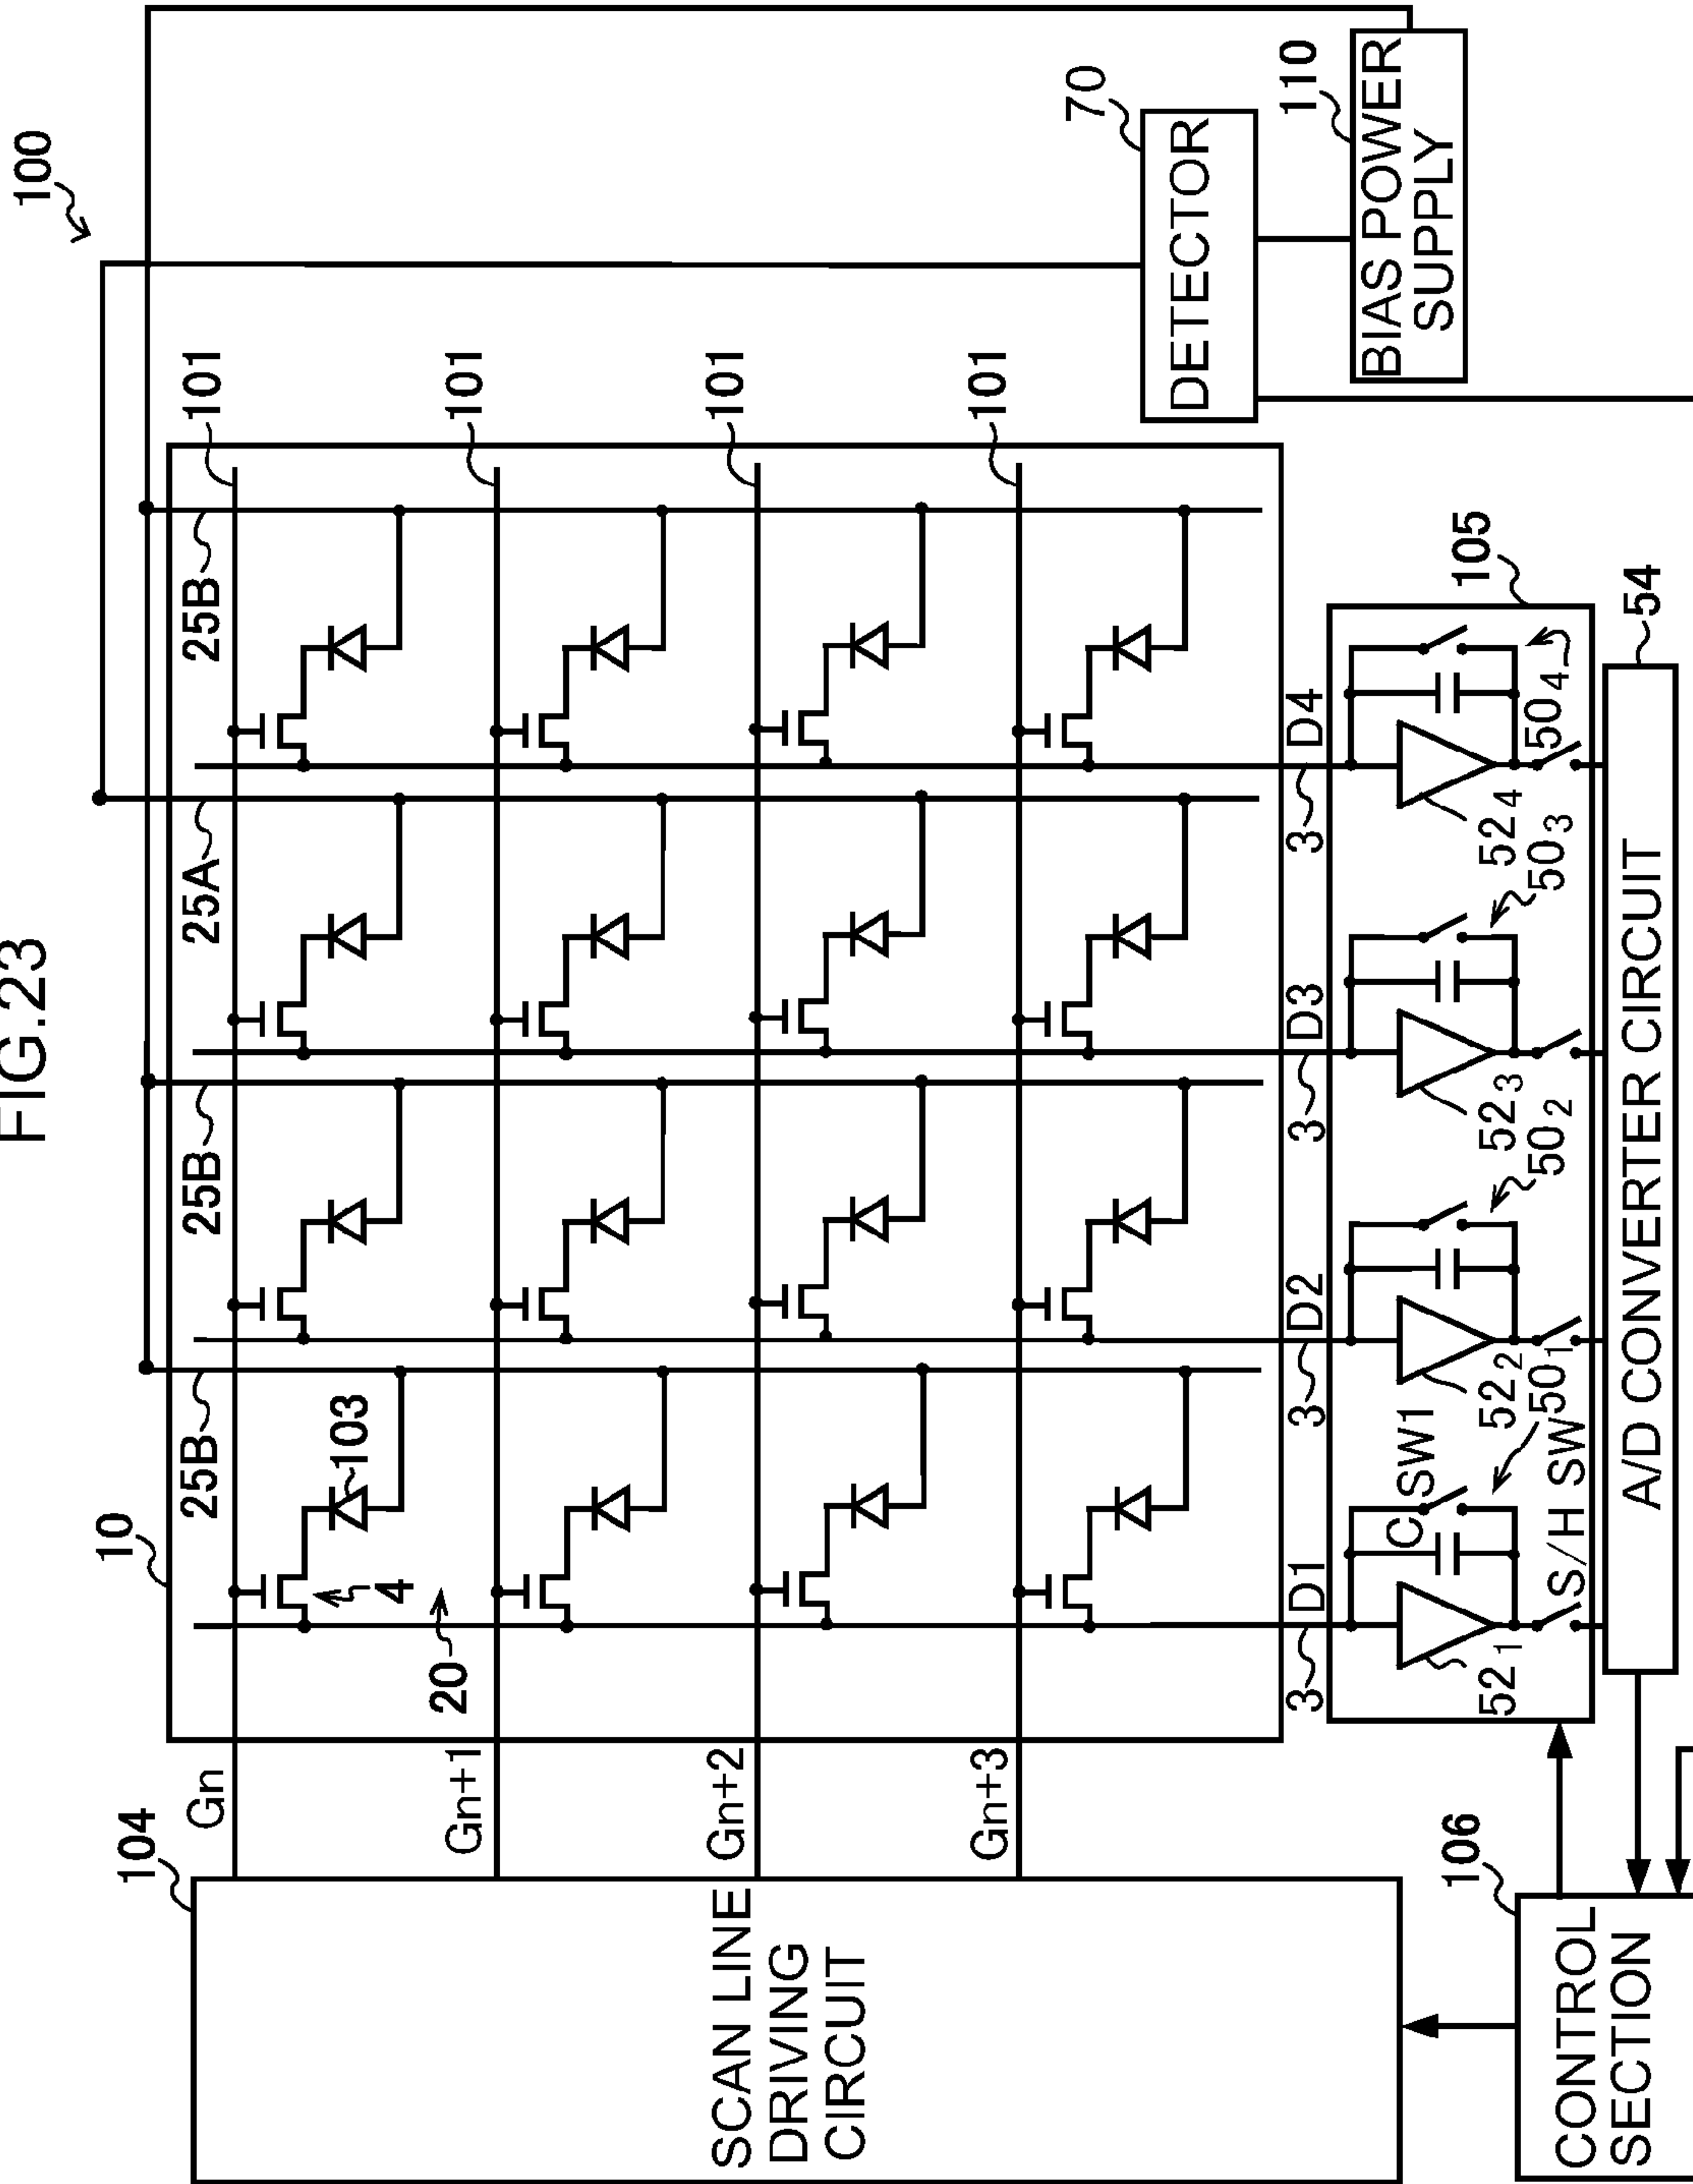 FIG.23
100
10
25B
25B
25A
25B
101
101
101
101
104
Gn
Gn+1
Gn+2
Gn+3
103
4
20
SCAN LINE
DRIVING
CIRCUIT
70
DETECTOR
110
BIAS POWER
SUPPLY
3
D1
3
D2
3
D3
3
D4
105
C
SW1
52₁
50₁
52₂
50₂
52₃
50₃
52₄
50₄
S/H SW
54
A/D CONVERTER CIRCUIT
106
CONTROL
SECTION